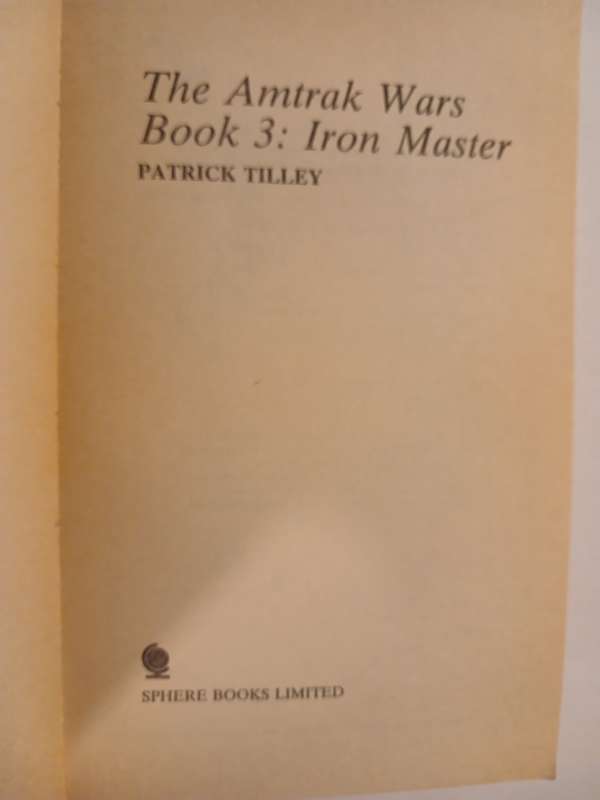 The Amtrak Wars
Book 3: Iron Master
PATRICK TILLEY
SPHERE BOOKS LIMITED